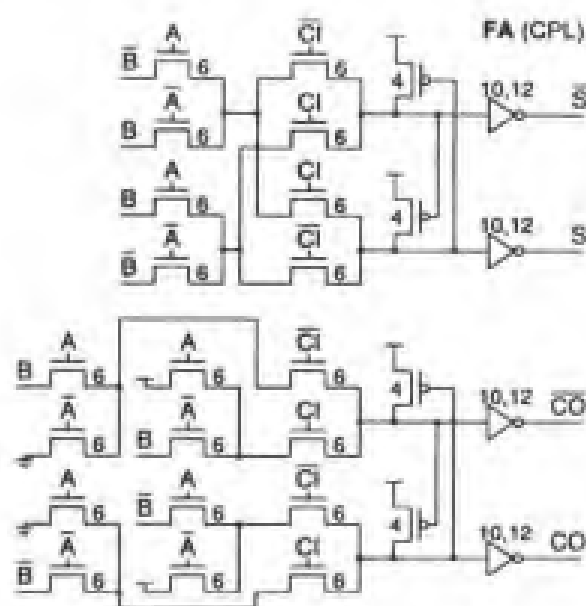 A C̅I̅ FA (CPL)
B̅ 6 6 4 10,12 S̅
A̅ CI
B 6 6
A CI
B 6 6 4 10,12 S
A̅ C̅I̅
B̅ 6 6
A A C̅I̅
B 6 6 6 4 10,12 C̅O̅
A̅ A̅ CI
6 B 6 6
A A C̅I̅
6 B̅ 6 6 4 10,12 CO
A̅ A̅ CI
B̅ 6 6 6